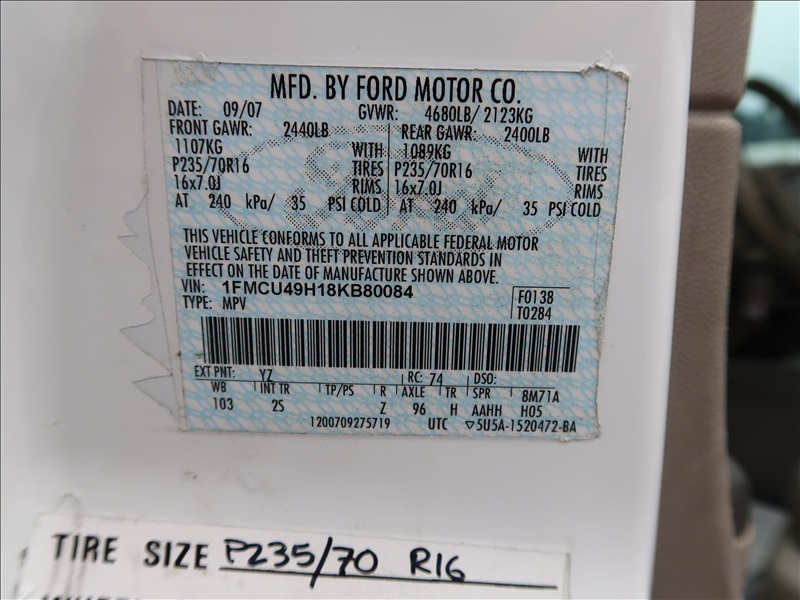 MFD. BY FORD MOTOR CO.
DATE: 09/07 GVWR: 4680LB/ 2123KG
FRONT GAWR: 2440LB REAR GAWR: 2400LB
1107KG WITH 1089KG WITH
P235/70R16 TIRES P235/70R16 TIRES
16x7.0J RIMS 16x7.0J RIMS
AT 240 kPa/ 35 PSI COLD AT 240 kPa/ 35 PSI COLD
THIS VEHICLE CONFORMS TO ALL APPLICABLE FEDERAL MOTOR
VEHICLE SAFETY AND THEFT PREVENTION STANDARDS IN
EFFECT ON THE DATE OF MANUFACTURE SHOWN ABOVE.
VIN: 1FMCU49H18KB80084 F0138
TYPE: MPV T0284
EXT PNT: YZ RC: 74 DSO:
WB INT TR TP/PS R AXLE TR SPR 8M71A
103 2S Z 96 H AAHH H05
1200709275719 UTC ▽5U5A-1520472-BA
TIRE SIZE P235/70 R16